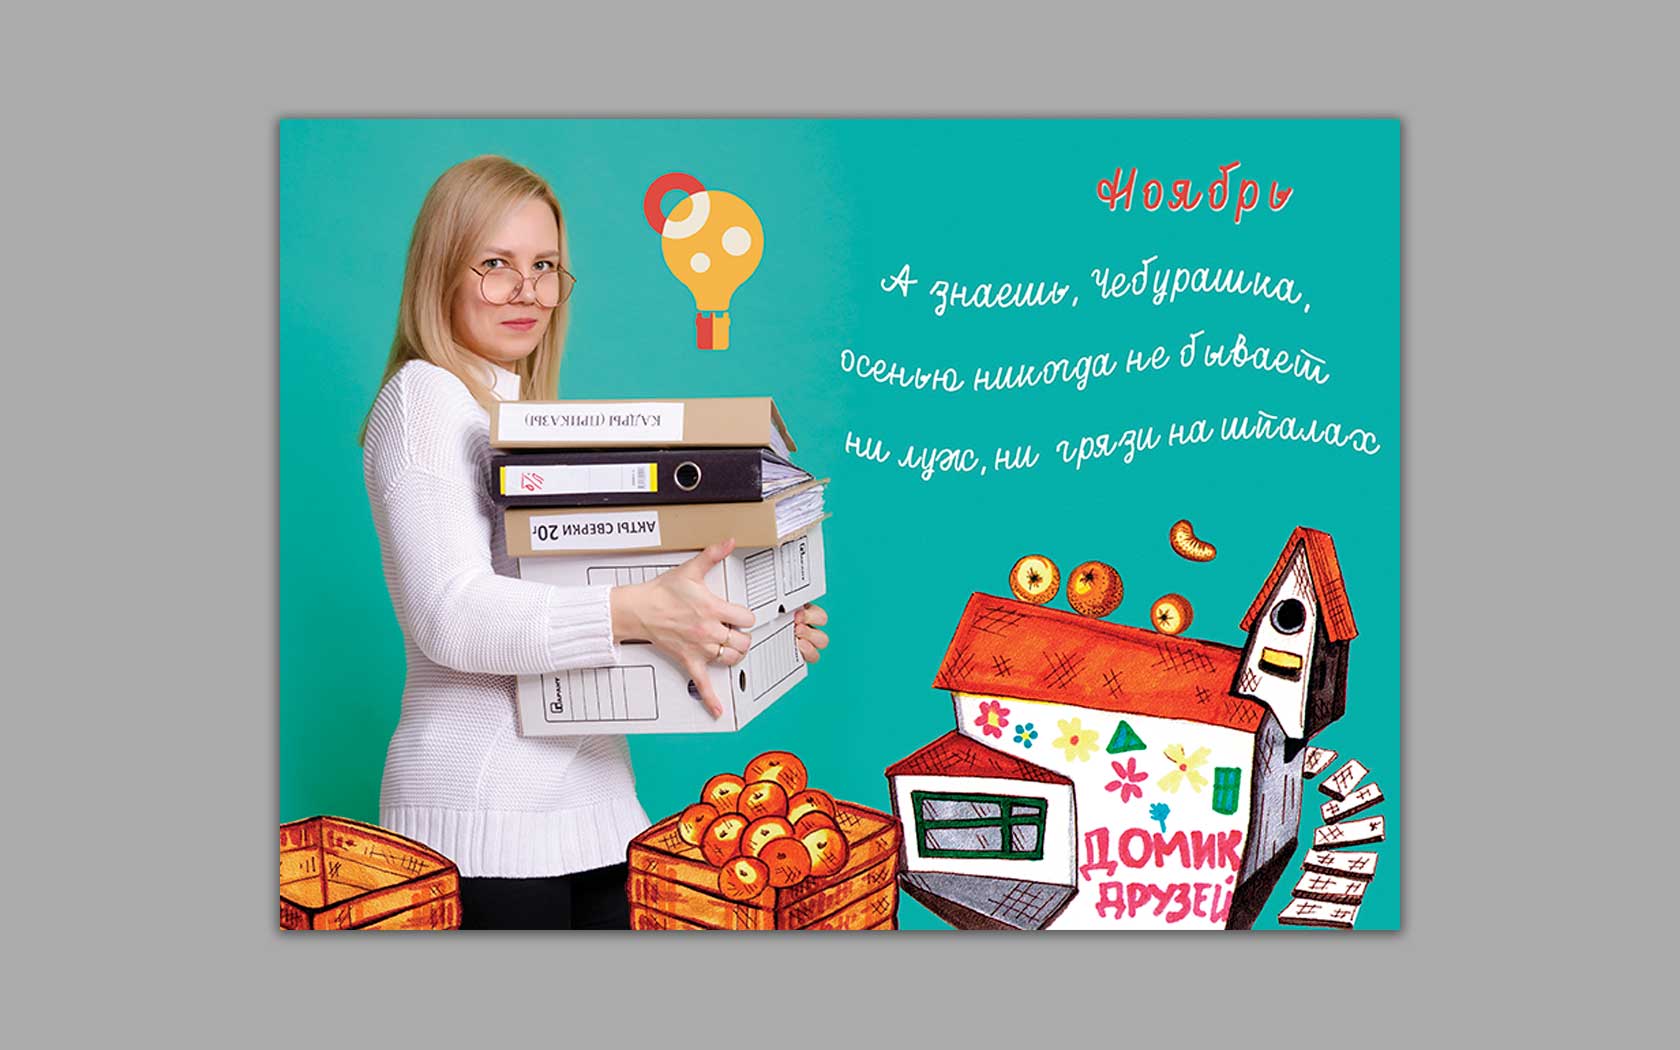 Ноябрь
А знаешь, Чебурашка,
осенью никогда не бывает
ни луж, ни грязи на шпалах
КАДРЫ (ПРИКАЗЫ)
АКТЫ СВЕРКИ 20г
ДОМИК
ДРУЗЕЙ